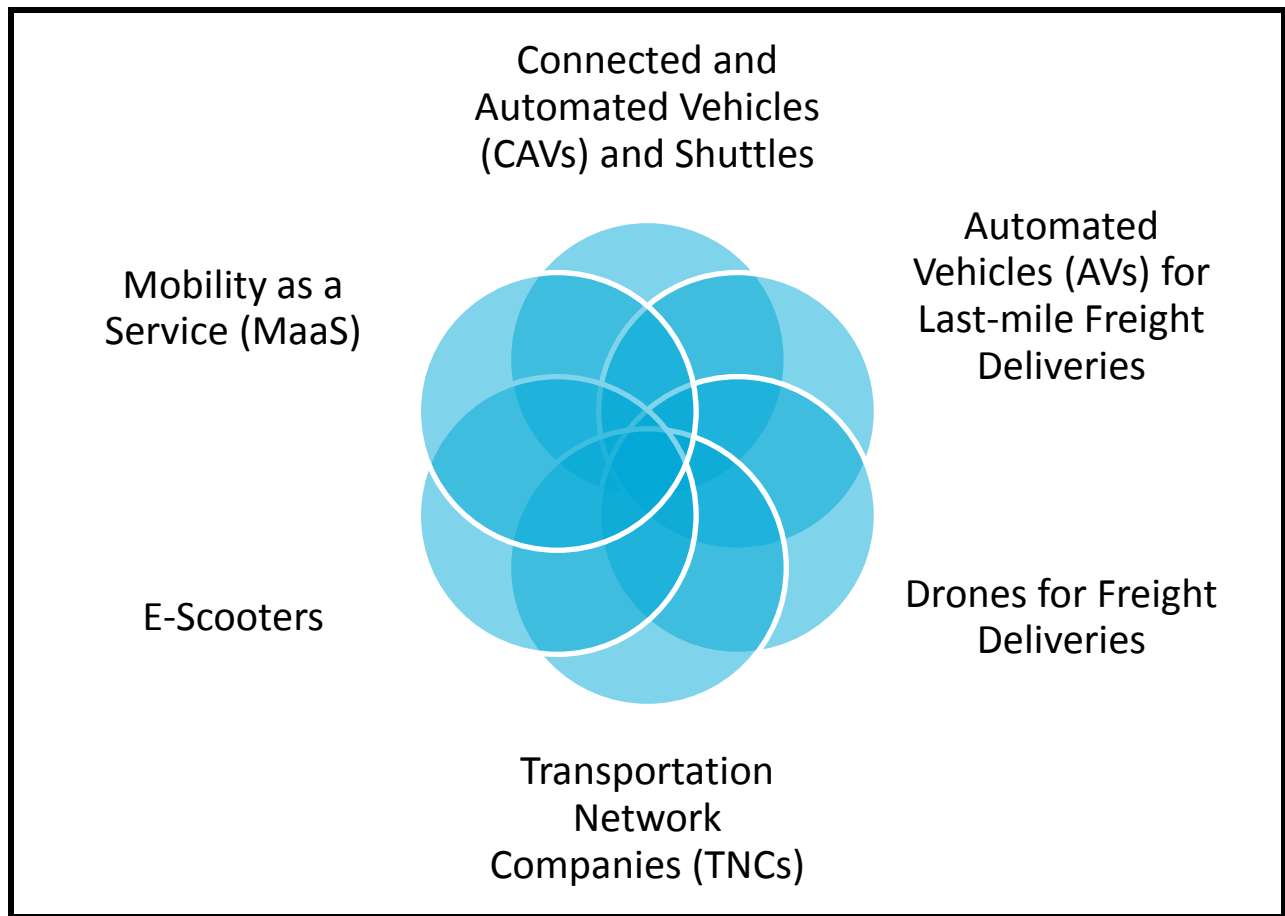 Connected and
Automated Vehicles
(CAVs) and Shuttles
Automated
Vehicles (AVs) for
Last-mile Freight
Deliveries
Drones for Freight
Deliveries
Transportation
Network
Companies (TNCs)
E-Scooters
Mobility as a
Service (MaaS)